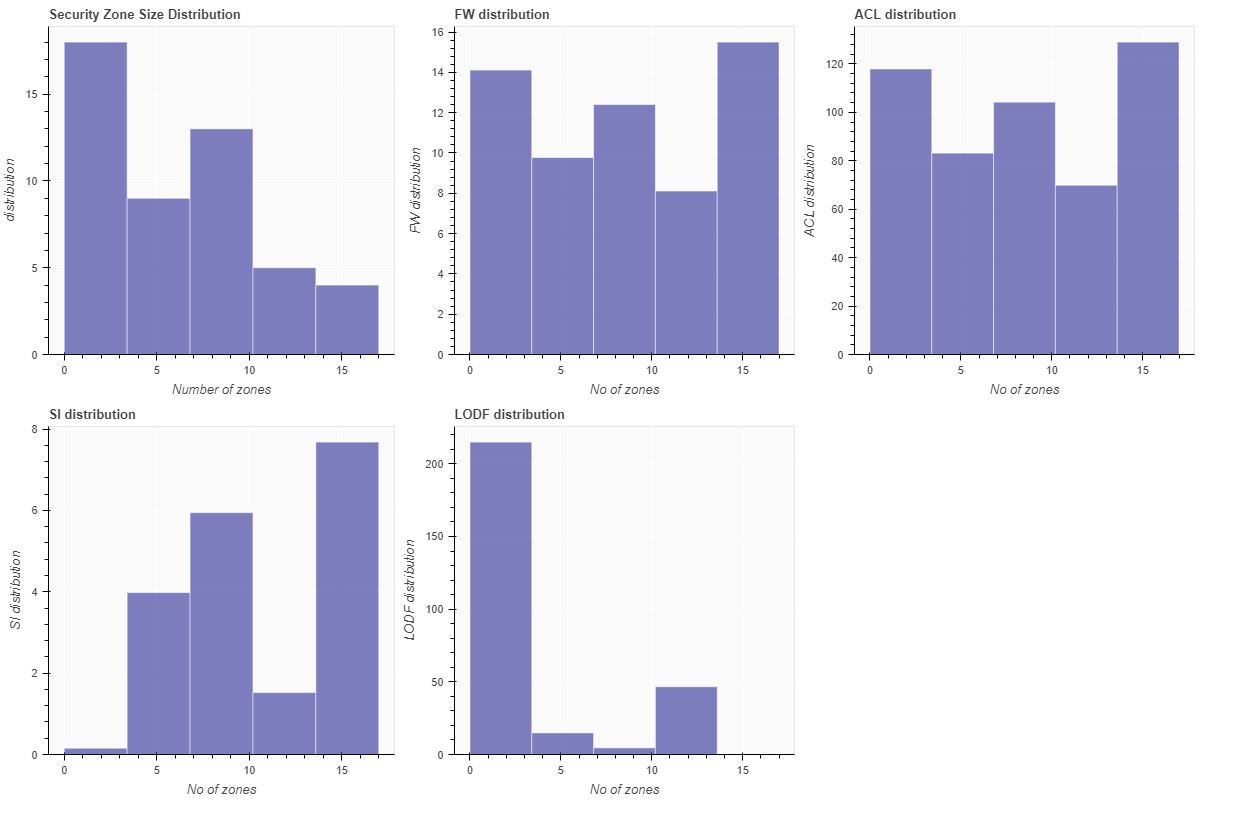 Security Zone Size Distribution
distribution
15
10
5
0
0 5 10 15
Number of zones
FW distribution
FW distribution
16
14
12
10
8
6
4
2
0
0 5 10 15
No of zones
ACL distribution
ACL distribution
120
100
80
60
40
20
0
0 5 10 15
No of zones
SI distribution
SI distribution
8
6
4
2
0
0 5 10 15
No of zones
LODF distribution
LODF distribution
200
150
100
50
0
0 5 10 15
No of zones